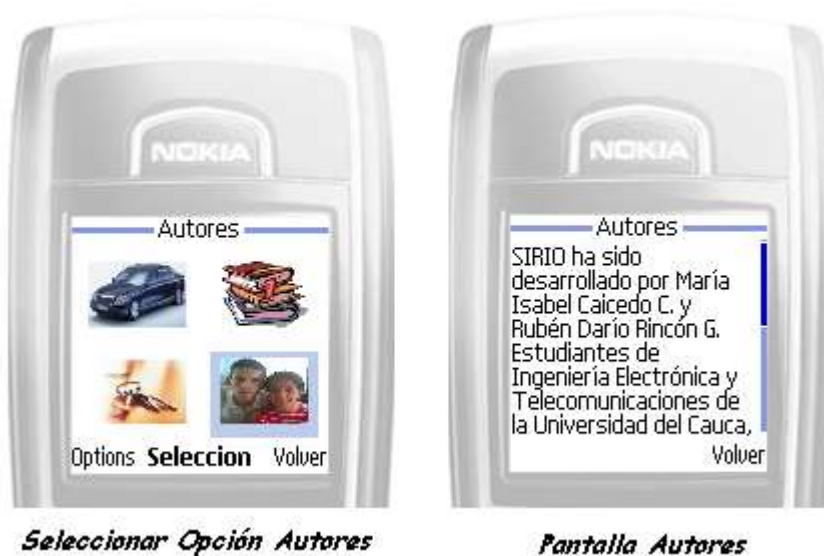 NOKIA
Autores
Options Seleccion Volver
Seleccionar Opción Autores
NOKIA
Autores
SIRIO ha sido
desarrollado por María
Isabel Caicedo C. y
Rubén Darío Rincón G.
Estudiantes de
Ingeniería Electrónica y
Telecomunicaciones de
la Universidad del Cauca,
Volver
Pantalla Autores